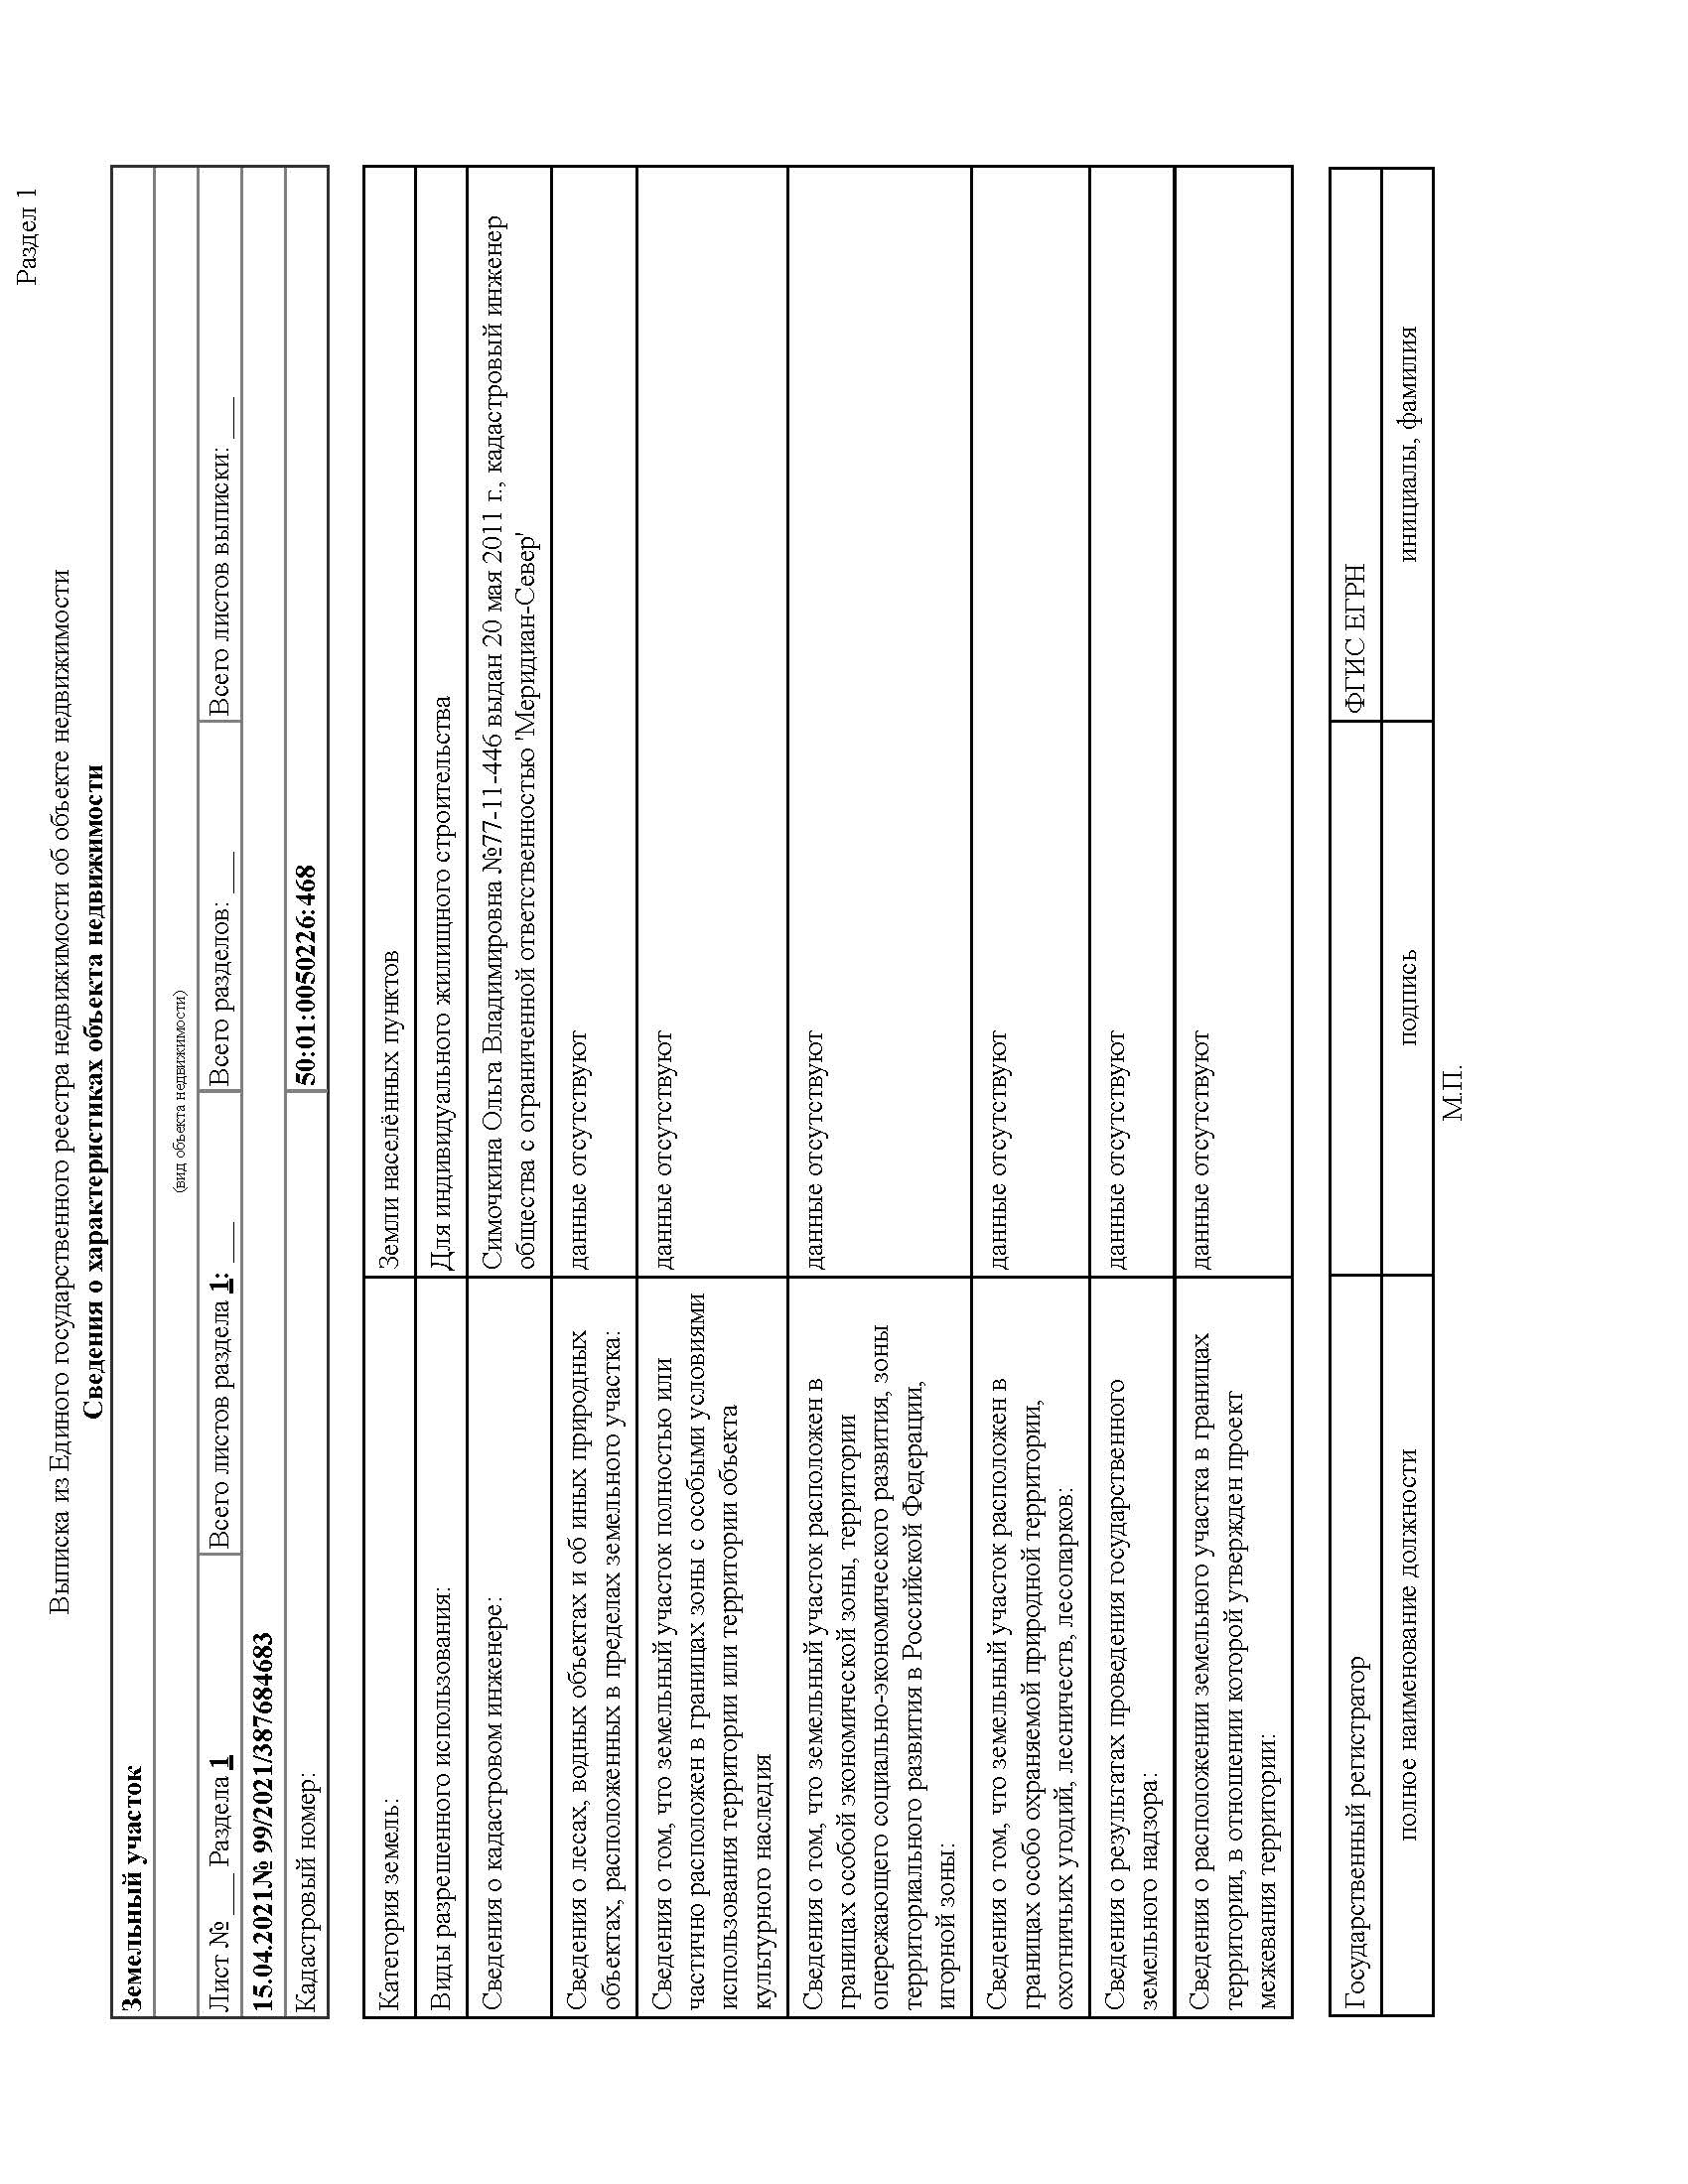 Раздел 1
Выписка из Единого государственного реестра недвижимости об объекте недвижимости
Сведения о характеристиках объекта недвижимости
Земельный участок
(вид объекта недвижимости)
Лист № ___ Раздела 1 Всего листов раздела 1: ___ Всего разделов: ___ Всего листов выписки: ___
15.04.2021№ 99/2021/387684683
Кадастровый номер: 50:01:0050226:468
Категория земель: Земли населённых пунктов
Виды разрешенного использования: Для индивидуального жилищного строительства
Сведения о кадастровом инженере: Симочкина Ольга Владимировна №77-11-446 выдан 20 мая 2011 г., кадастровый инженер
общества с ограниченной ответственностью 'Меридиан-Север'
Сведения о лесах, водных объектах и об иных природных данные отсутствуют
объектах, расположенных в пределах земельного участка:
Сведения о том, что земельный участок полностью или данные отсутствуют
частично расположен в границах зоны с особыми условиями
использования территории или территории объекта
культурного наследия
Сведения о том, что земельный участок расположен в данные отсутствуют
границах особой экономической зоны, территории
опережающего социально-экономического развития, зоны
территориального развития в Российской Федерации,
игорной зоны:
Сведения о том, что земельный участок расположен в данные отсутствуют
границах особо охраняемой природной территории,
охотничьих угодий, лесничеств, лесопарков:
Сведения о результатах проведения государственного данные отсутствуют
земельного надзора:
Сведения о расположении земельного участка в границах данные отсутствуют
территории, в отношении которой утвержден проект
межевания территории:
Государственный регистратор ФГИС ЕГРН
полное наименование должности подпись инициалы, фамилия
М.П.